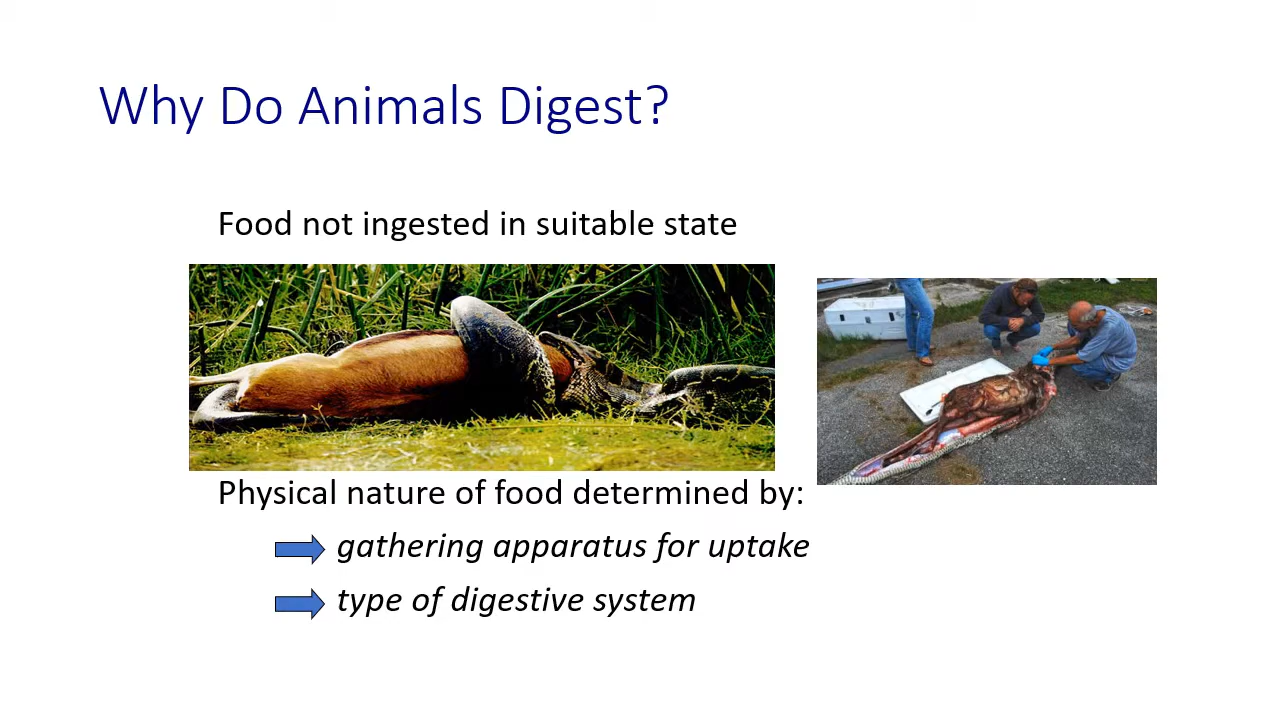 Why Do Animals Digest?
Food not ingested in suitable state
Physical nature of food determined by:
gathering apparatus for uptake
type of digestive system